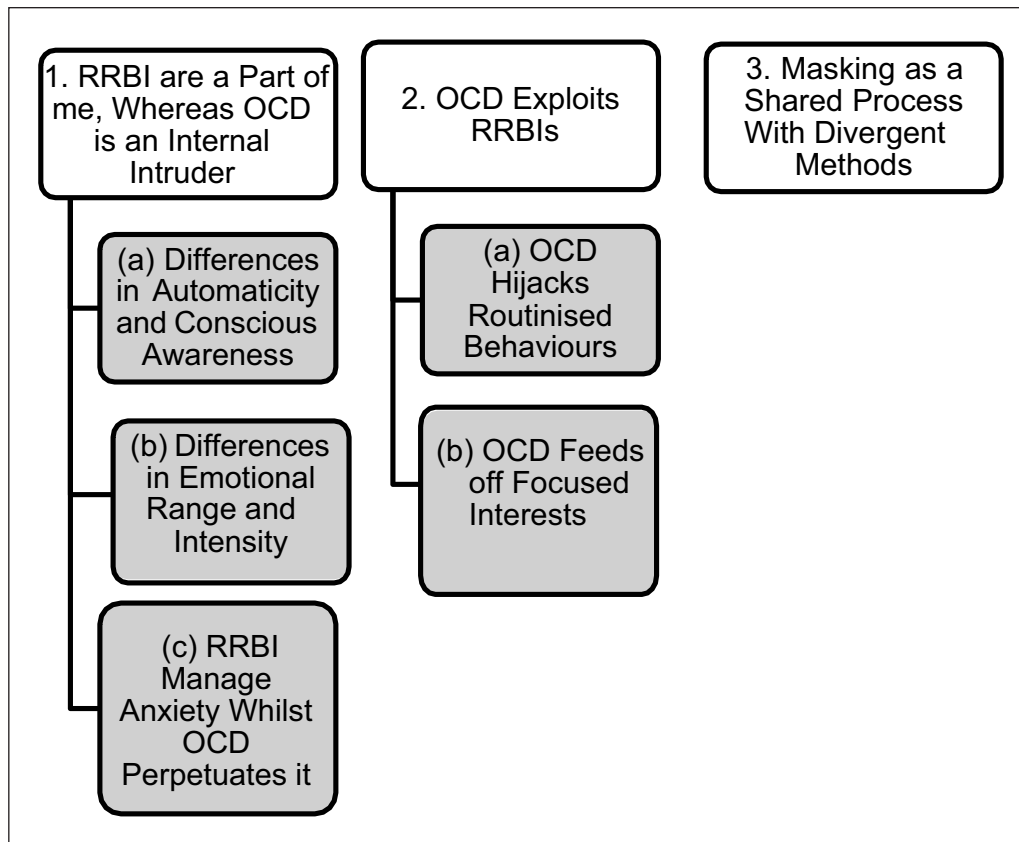 1. RRBI are a Part of
me, Whereas OCD
is an Internal
Intruder
(a) Differences
in Automaticity
and Conscious
Awareness
(b) Differences
in Emotional
Range and
Intensity
(c) RRBI
Manage
Anxiety Whilst
OCD
Perpetuates it
2. OCD Exploits
RRBIs
(a) OCD
Hijacks
Routinised
Behaviours
(b) OCD Feeds
off Focused
Interests
3. Masking as a
Shared Process
With Divergent
Methods